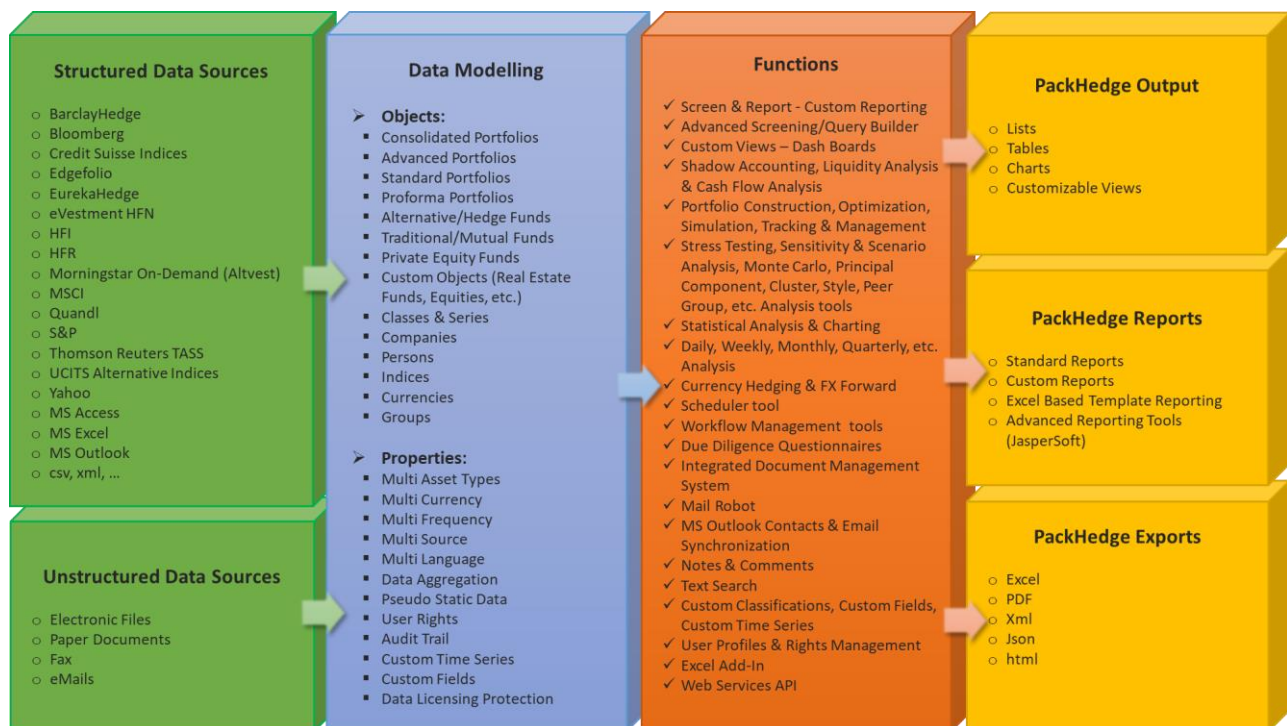 Structured Data Sources
o BarclayHedge
o Bloomberg
o Credit Suisse Indices
o Edgefolio
o EurekaHedge
o eVestment HFN
o HFI
o HFR
o Morningstar On-Demand (Altvest)
o MSCI
o Quandl
o S&P
o Thomson Reuters TASS
o UCITS Alternative Indices
o Yahoo
o MS Access
o MS Excel
o MS Outlook
o csv, xml, ...
Unstructured Data Sources
o Electronic Files
o Paper Documents
o Fax
o eMails
Data Modelling
➢ Objects:
▪ Consolidated Portfolios
▪ Advanced Portfolios
▪ Standard Portfolios
▪ Proforma Portfolios
▪ Alternative/Hedge Funds
▪ Traditional/Mutual Funds
▪ Private Equity Funds
▪ Custom Objects (Real Estate
Funds, Equities, etc.)
▪ Classes & Series
▪ Companies
▪ Persons
▪ Indices
▪ Currencies
▪ Groups
➢ Properties:
▪ Multi Asset Types
▪ Multi Currency
▪ Multi Frequency
▪ Multi Source
▪ Multi Language
▪ Data Aggregation
▪ Pseudo Static Data
▪ User Rights
▪ Audit Trail
▪ Custom Time Series
▪ Custom Fields
▪ Data Licensing Protection
Functions
✓ Screen & Report - Custom Reporting
✓ Advanced Screening/Query Builder
✓ Custom Views – Dash Boards
✓ Shadow Accounting, Liquidity Analysis
& Cash Flow Analysis
✓ Portfolio Construction, Optimization,
Simulation, Tracking & Management
✓ Stress Testing, Sensitivity & Scenario
Analysis, Monte Carlo, Principal
Component, Cluster, Style, Peer
Group, etc. Analysis tools
✓ Statistical Analysis & Charting
✓ Daily, Weekly, Monthly, Quarterly, etc.
Analysis
✓ Currency Hedging & FX Forward
✓ Scheduler tool
✓ Workflow Management tools
✓ Due Diligence Questionnaires
✓ Integrated Document Management
System
✓ Mail Robot
✓ MS Outlook Contacts & Email
Synchronization
✓ Notes & Comments
✓ Text Search
✓ Custom Classifications, Custom Fields,
Custom Time Series
✓ User Profiles & Rights Management
✓ Excel Add-In
✓ Web Services API
PackHedge Output
o Lists
o Tables
o Charts
o Customizable Views
PackHedge Reports
o Standard Reports
o Custom Reports
o Excel Based Template Reporting
o Advanced Reporting Tools
(JasperSoft)
PackHedge Exports
o Excel
o PDF
o Xml
o Json
o html